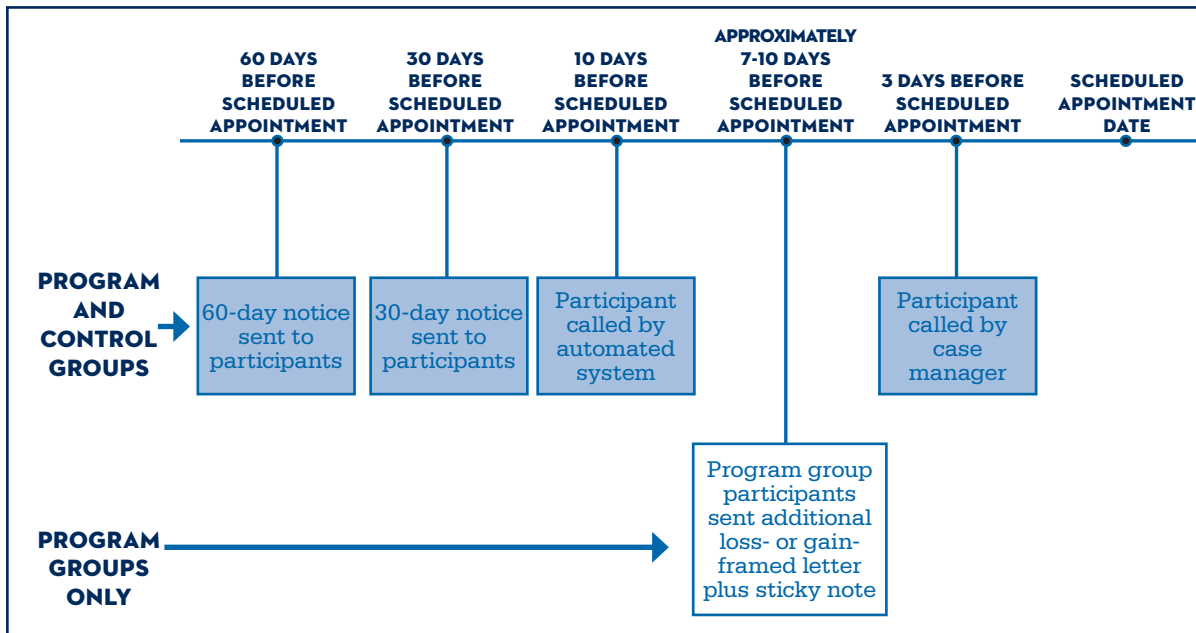 60 DAYS
BEFORE
SCHEDULED
APPOINTMENT
30 DAYS
BEFORE
SCHEDULED
APPOINTMENT
10 DAYS
BEFORE
SCHEDULED
APPOINTMENT
APPROXIMATELY
7-10 DAYS
BEFORE
SCHEDULED
APPOINTMENT
3 DAYS BEFORE
SCHEDULED
APPOINTMENT
SCHEDULED
APPOINTMENT
DATE
PROGRAM
AND
CONTROL
GROUPS
60-day notice
sent to
participants
30-day notice
sent to
participants
Participant
called by
automated
system
Participant
called by
case
manager
PROGRAM
GROUPS
ONLY
Program group
participants
sent additional
loss- or gain-
framed letter
plus sticky note